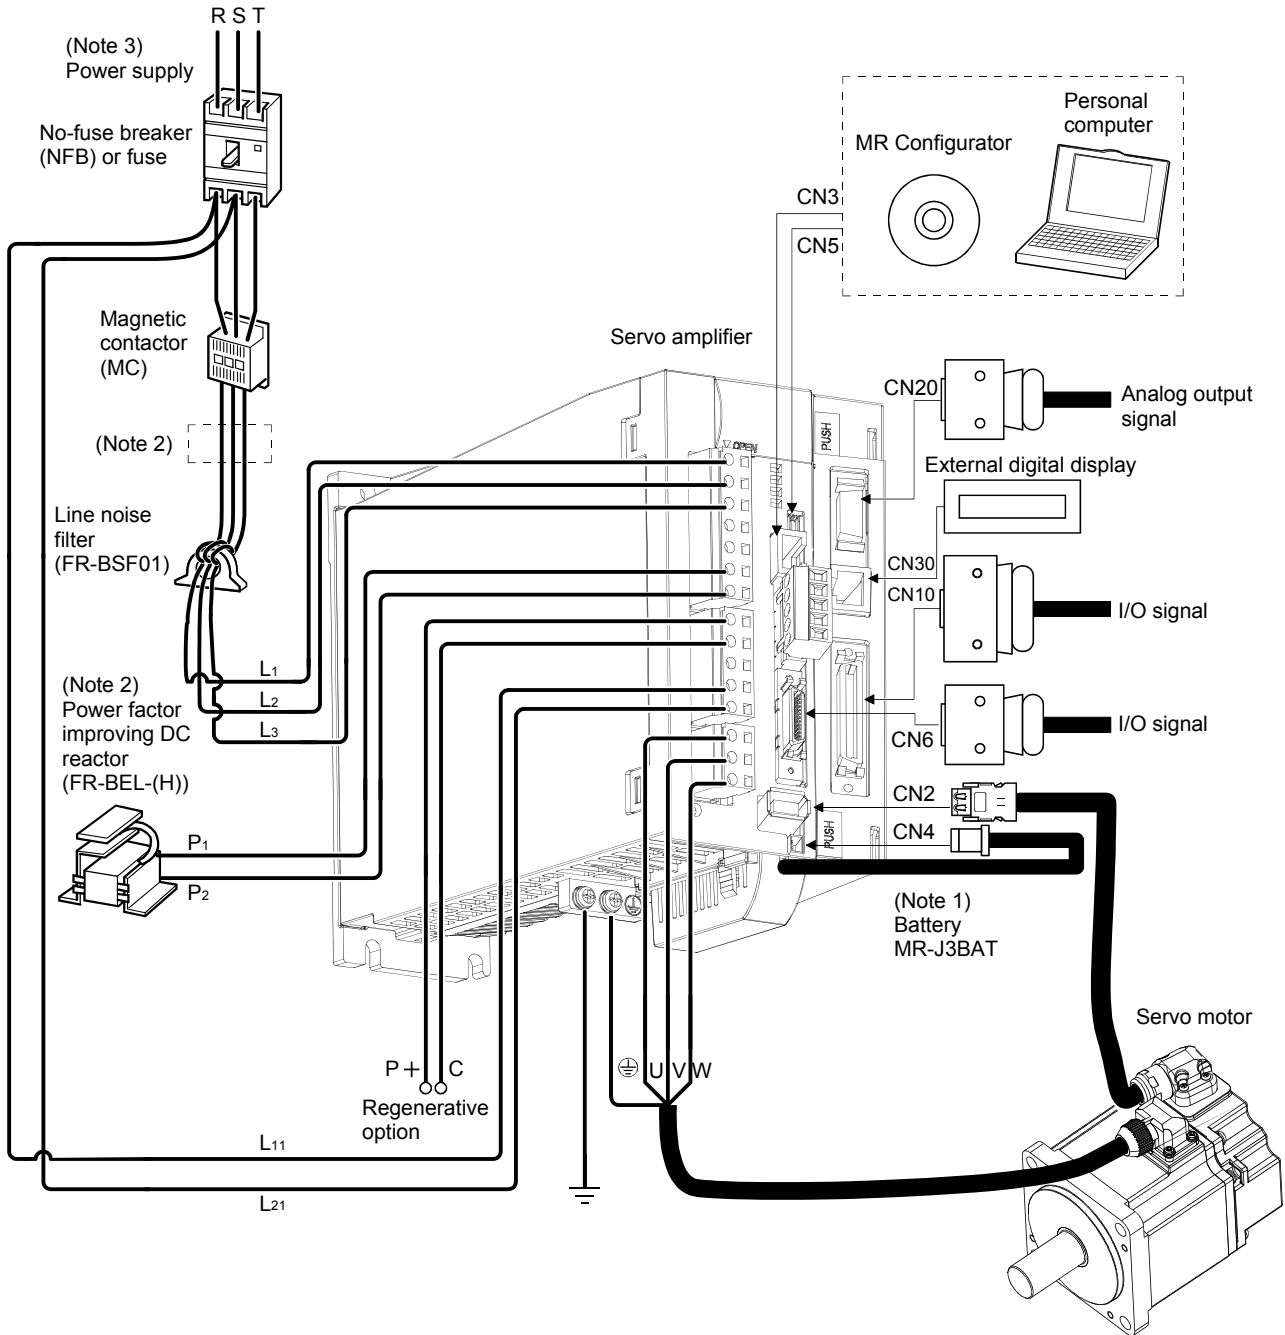 R S T
(Note 3)
Power supply
No-fuse breaker
(NFB) or fuse
Personal
computer
MR Configurator
CN3
CN5
Magnetic
contactor
(MC)
Servo amplifier
CN20
Analog output
signal
(Note 2)
OPEN
PUSH
External digital display
Line noise
filter
(FR-BSF01)
CN30
CN10
I/O signal
L1
L2
L3
(Note 2)
Power factor
improving DC
reactor
(FR-BEL-(H))
CN6
I/O signal
CN2
CN4
PUSH
P1
P2
(Note 1)
Battery
MR-J3BAT
Servo motor
P+ C
U V W
Regenerative
option
L11
L21